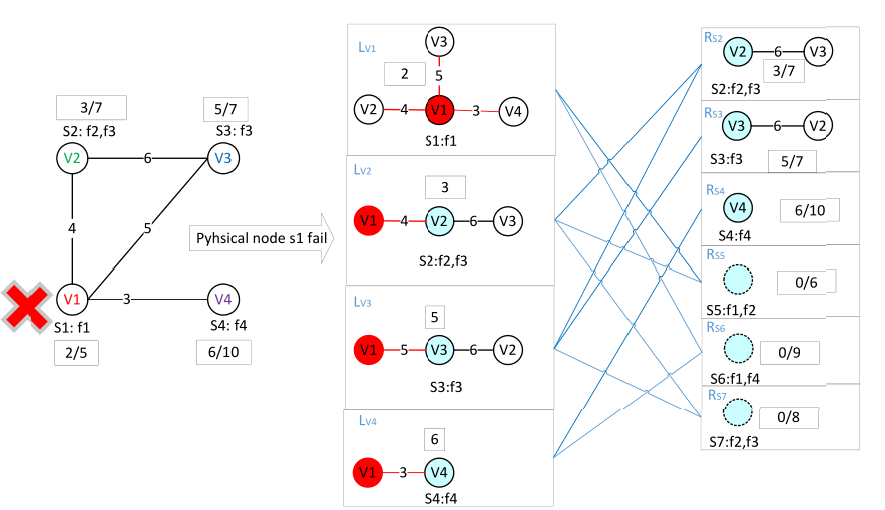 3/7
5/7
S2: f2,f3
S3: f3
V2
6
V3
4
5
Pyhsical node s1 fail
V1
3
V4
S1: f1
S4: f4
2/5
6/10
LV1
V3
2
5
V2
4
V1
3
V4
S1:f1
LV2
3
V1
4
V2
6
V3
S2:f2,f3
LV3
5
V1
5
V3
6
V2
S3:f3
LV4
6
V1
3
V4
S4:f4
RS2
V2
6
V3
3/7
S2:f2,f3
RS3
V3
6
V2
S3:f3
5/7
RS4
V4
6/10
S4:f4
RS5
0/6
S5:f1,f2
RS6
0/9
S6:f1,f4
RS7
0/8
S7:f2,f3